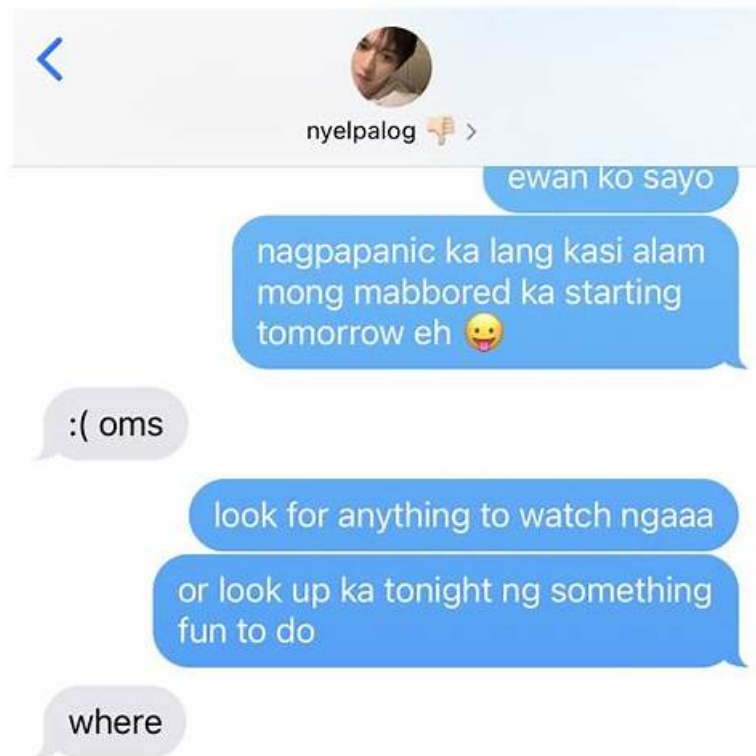 nyelpalog 👎🏻 >
ewan ko sayo
nagpapanic ka lang kasi alam
mong mabbored ka starting
tomorrow eh 😛
:( oms
look for anything to watch ngaaa
or look up ka tonight ng something
fun to do
where